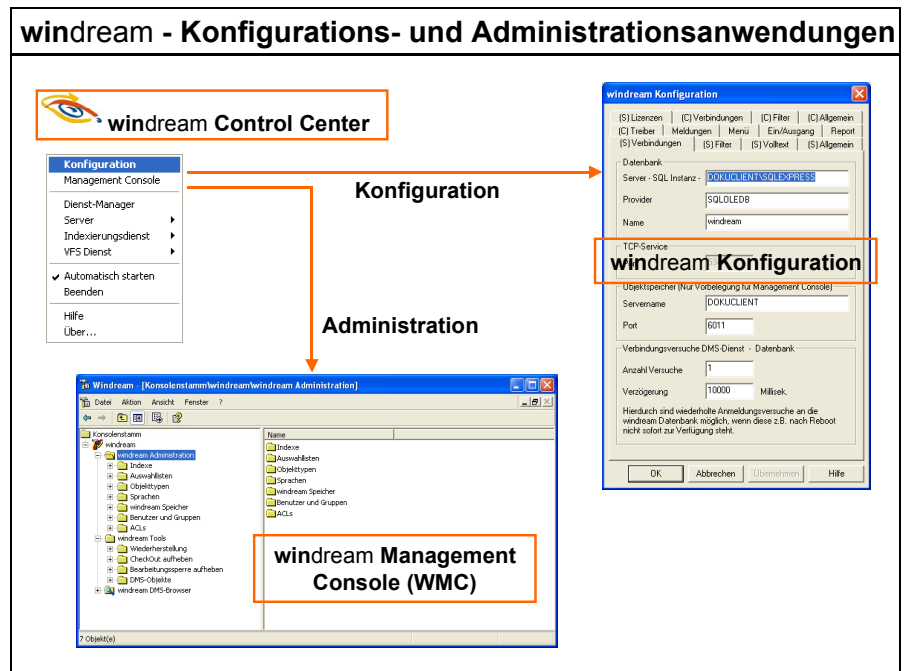 windream - Konfigurations- und Administrationsanwendungen
windream Control Center
Konfiguration
Management Console
Dienst-Manager
Server
Indexierungsdienst
VFS Dienst
Automatisch starten
Beenden
Hilfe
Über...
Konfiguration
Administration
windream Konfiguration
(S) Lizenzen (C) Verbindungen (C) Filter (C) Allgemein
(C) Treiber Meldungen Menü Ein/Ausgang Report
(S) Verbindungen (S) Filter (S) Volltext (S) Allgemein
Datenbank
Server - SQL Instanz - DOKUCLIENT\SQLEXPRESS
Provider SQLOLEDB
Name windream
TCP-Service
windream Konfiguration
Objektspeicher (Nur Vorbelegung für Management Console)
Servername DOKUCLIENT
Port 6011
Verbindungsversuche DMS-Dienst - Datenbank
Anzahl Versuche 1
Verzögerung 10000 Millisek.
Hierdurch sind wiederholte Anmeldungsversuche an die
windream Datenbank möglich, wenn diese z.B. nach Reboot
nicht sofort zur Verfügung steht.
OK Abbrechen Übernehmen Hilfe
Windream - [Konsolenstamm\windream\windream Administration]
Datei Aktion Ansicht Fenster ?
Konsolenstamm
windream
windream Administration
Indexe
Auswahllisten
Objekttypen
Sprachen
windream Speicher
Benutzer und Gruppen
ACLs
windream Tools
Wiederherstellung
CheckOut aufheben
Bearbeitungssperre aufheben
DMS-Objekte
windream DMS-Browser
Name
Indexe
Auswahllisten
Objekttypen
Sprachen
windream Speicher
Benutzer und Gruppen
ACLs
windream Management
Console (WMC)
7 Objekt(e)